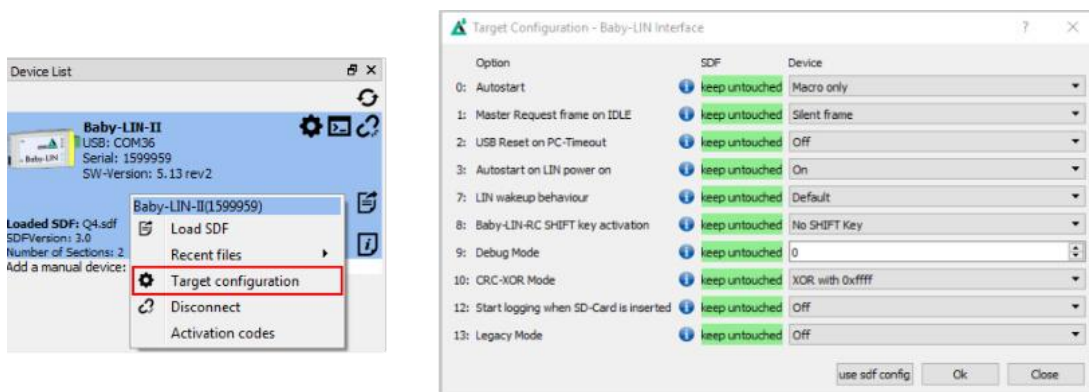 Device List
Baby-LIN-II
USB: COM36
Serial: 1599959
SW-Version: 5.13 rev2
Baby-LIN
Baby-LIN-II(1599959)
Loaded SDF: Q4.sdf
SDFVersion: 3.0
Number of Sections: 2
Add a manual device:
Load SDF
Recent files
Target configuration
Disconnect
Activation codes
Target Configuration - Baby-LIN Interface ? ×
Option SDF Device
0: Autostart keep untouched Macro only
1: Master Request frame on IDLE keep untouched Silent frame
2: USB Reset on PC-Timeout keep untouched Off
3: Autostart on LIN power on keep untouched On
7: LIN wakeup behaviour keep untouched Default
8: Baby-LIN-RC SHIFT key activation keep untouched No SHIFT Key
9: Debug Mode keep untouched 0
10: CRC-XOR Mode keep untouched XOR with 0xffff
12: Start logging when SD-Card is inserted keep untouched Off
13: Legacy Mode keep untouched Off
use sdf config Ok Close